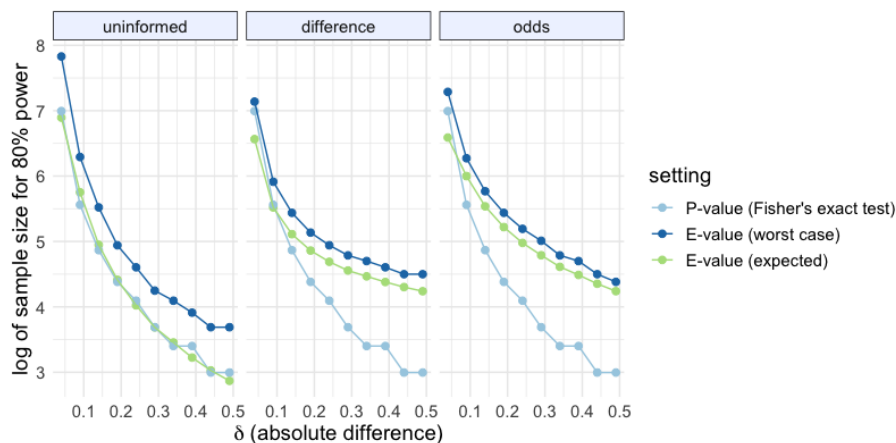 uninformed difference odds
log of sample size for 80% power
8
7
6
5
4
3
0.1 0.2 0.3 0.4 0.5 0.1 0.2 0.3 0.4 0.5 0.1 0.2 0.3 0.4 0.5
δ (absolute difference)
setting
P-value (Fisher's exact test)
E-value (worst case)
E-value (expected)